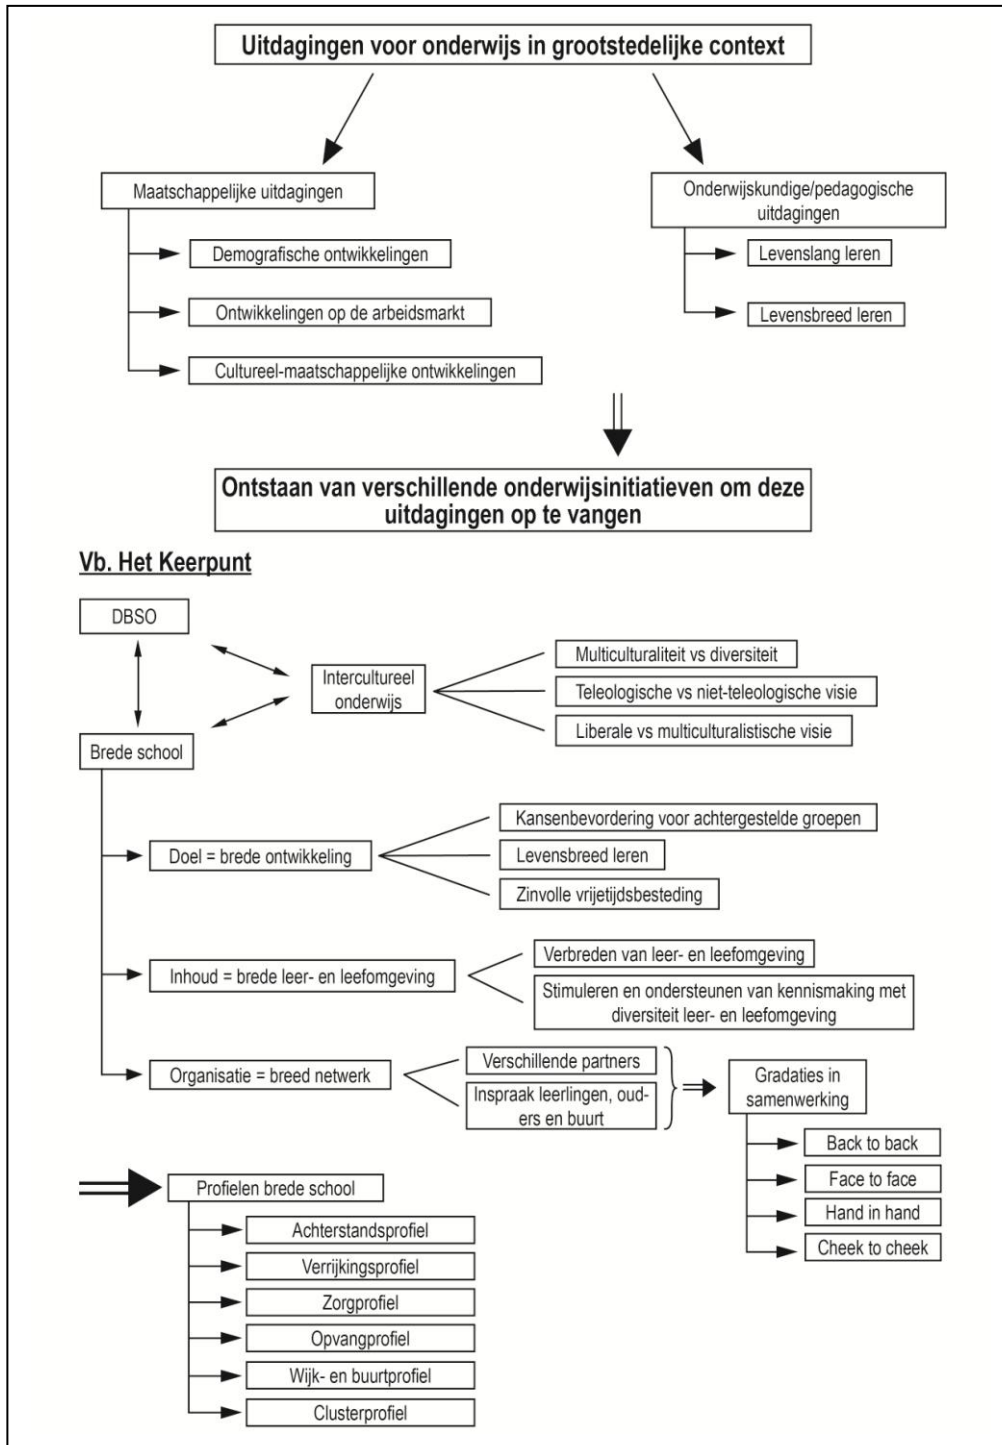 Uitdagingen voor onderwijs in grootstedelijke context
Maatschappelijke uitdagingen
Demografische ontwikkelingen
Ontwikkelingen op de arbeidsmarkt
Cultureel-maatschappelijke ontwikkelingen
Onderwijskundige/pedagogische
uitdagingen
Levenslang leren
Levensbreed leren
Ontstaan van verschillende onderwijsinitiatieven om deze
uitdagingen op te vangen
Vb. Het Keerpunt
DBSO
Intercultureel
onderwijs
Multiculturaliteit vs diversiteit
Teleologische vs niet-teleologische visie
Liberale vs multiculturalistische visie
Brede school
Doel = brede ontwikkeling
Kansenbevordering voor achtergestelde groepen
Levensbreed leren
Zinvolle vrijetijdsbesteding
Inhoud = brede leer- en leefomgeving
Verbreden van leer- en leefomgeving
Stimuleren en ondersteunen van kennismaking met
diversiteit leer- en leefomgeving
Organisatie = breed netwerk
Verschillende partners
Inspraak leerlingen, oud-
ers en buurt
Gradaties in
samenwerking
Back to back
Face to face
Hand in hand
Cheek to cheek
Profielen brede school
Achterstandsprofiel
Verrijkingsprofiel
Zorgprofiel
Opvangprofiel
Wijk- en buurtprofiel
Clusterprofiel